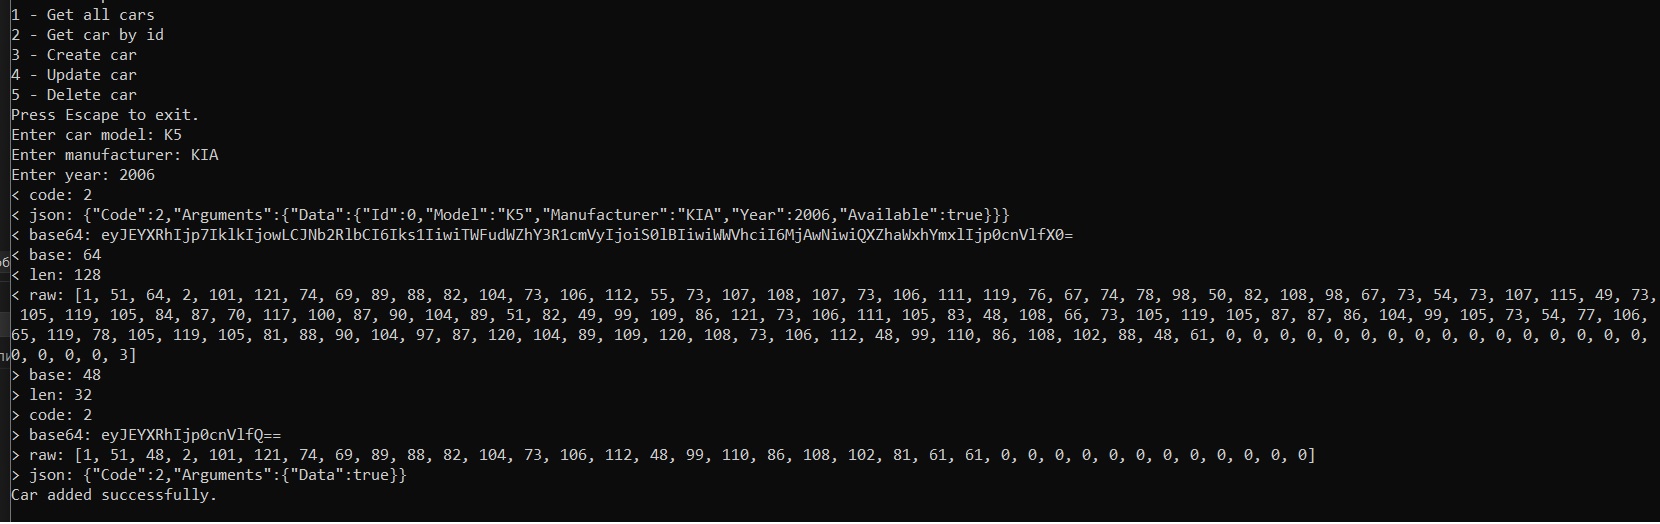 1 - Get all cars
2 - Get car by id
3 - Create car
4 - Update car
5 - Delete car
Press Escape to exit.
Enter car model: K5
Enter manufacturer: KIA
Enter year: 2006
< code: 2
< json: {"Code":2,"Arguments":{"Data":{"Id":0,"Model":"K5","Manufacturer":"KIA","Year":2006,"Available":true}}}
< base64: eyJEYXRhIjp7IklkIjowLCJNb2RlbCI6Iks1IiwiTWFudWZhY3R1cmVyIjoiS0lBIiwiWWVhciI6MjAwNiwiQXZhaWxhYmxlIjp0cnVlfX0=
< base: 64
< len: 128
< raw: [1, 51, 64, 2, 101, 121, 74, 69, 89, 88, 82, 104, 73, 106, 112, 55, 73, 107, 108, 107, 73, 106, 111, 119, 76, 67, 74, 78, 98, 50, 82, 108, 98, 67, 73, 54, 73, 107, 115, 49, 73,
105, 119, 105, 84, 87, 70, 117, 100, 87, 90, 104, 89, 51, 82, 49, 99, 109, 86, 121, 73, 106, 111, 105, 83, 48, 108, 66, 73, 105, 119, 105, 87, 87, 86, 104, 99, 105, 73, 54, 77, 106,
65, 119, 78, 105, 119, 105, 81, 88, 90, 104, 97, 87, 120, 104, 89, 109, 120, 108, 73, 106, 112, 48, 99, 110, 86, 108, 102, 88, 48, 61, 0, 0, 0, 0, 0, 0, 0, 0, 0, 0, 0, 0, 0, 0, 0, 0,
0, 0, 0, 0, 3]
> base: 48
> len: 32
> code: 2
> base64: eyJEYXRhIjp0cnVlfQ==
> raw: [1, 51, 48, 2, 101, 121, 74, 69, 89, 88, 82, 104, 73, 106, 112, 48, 99, 110, 86, 108, 102, 81, 61, 61, 0, 0, 0, 0, 0, 0, 0, 0, 0, 0, 0, 0]
> json: {"Code":2,"Arguments":{"Data":true}}
Car added successfully.